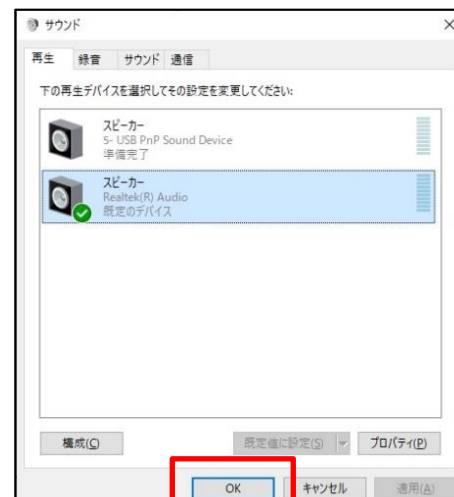 サウンド
再生 録音 サウンド 通信
下の再生デバイスを選択してその設定を変更してください:
スピーカー
5- USB PnP Sound Device
準備完了
スピーカー
Realtek(R) Audio
既定のデバイス
構成(C) 既定値に設定(S) プロパティ(P)
OK キャンセル 適用(A)